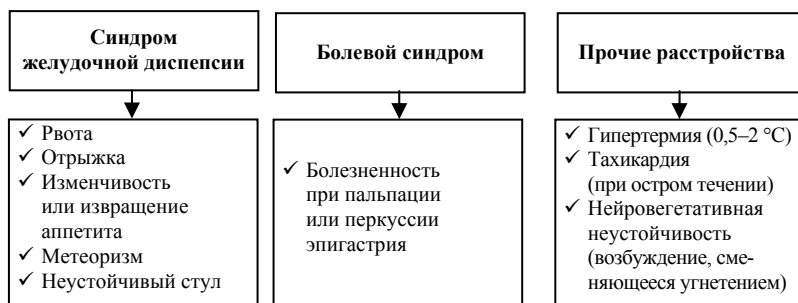 Синдром
желудочной диспепсии
Болевой синдром
Прочие расстройства
✓ Рвота
✓ Отрыжка
✓ Изменчивость
или извращение
аппетита
✓ Метеоризм
✓ Неустойчивый стул
✓ Болезненность
при пальпации
или перкуссии
эпигастрия
✓ Гипертермия (0,5–2 °С)
✓ Тахикардия
(при остром течении)
✓ Нейровегетативная
неустойчивость
(возбуждение, сме-
няющееся угнетением)